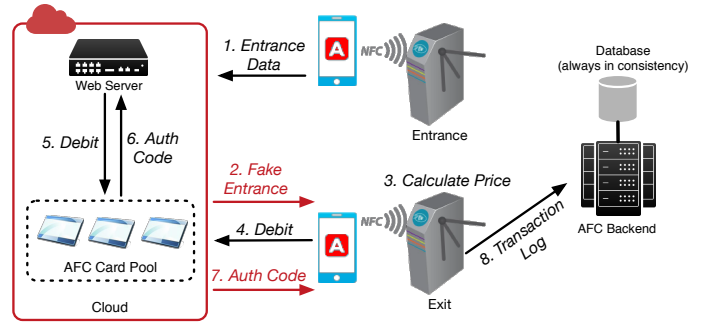 1. Entrance
Data
A
NFC
Entrance
Database
(always in consistency)
Web Server
5. Debit
6. Auth
Code
2. Fake
Entrance
3. Calculate Price
4. Debit
A
NFC
8. Transaction
Log
AFC Backend
AFC Card Pool
7. Auth Code
Exit
Cloud